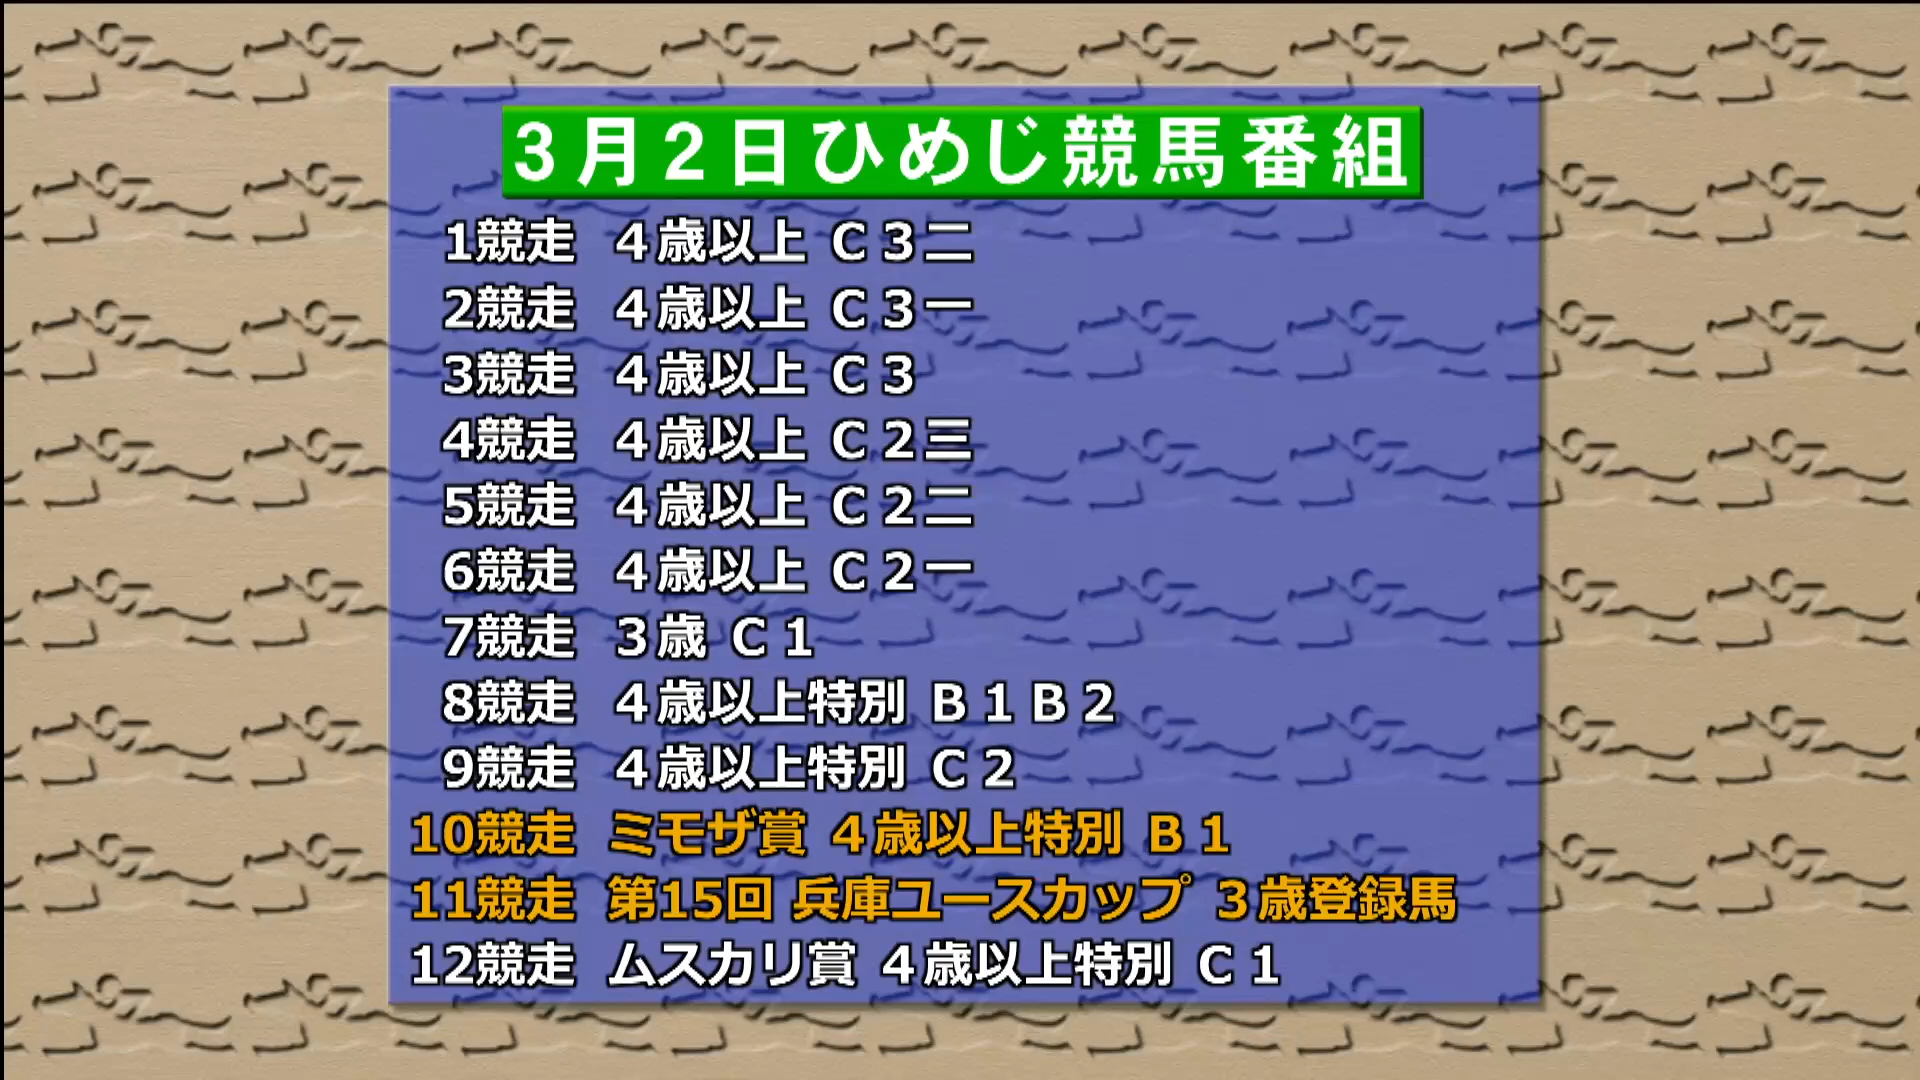 ３月２日ひめじ競馬番組
1競走 ４歳以上 Ｃ３二
2競走 ４歳以上 Ｃ３一
3競走 ４歳以上 Ｃ３
4競走 ４歳以上 Ｃ２三
5競走 ４歳以上 Ｃ２二
6競走 ４歳以上 Ｃ２一
7競走 ３歳 Ｃ１
8競走 ４歳以上特別 Ｂ１Ｂ２
9競走 ４歳以上特別 Ｃ２
10競走 ミモザ賞 ４歳以上特別 Ｂ１
11競走 第15回 兵庫ユースカップ ３歳登録馬
12競走 ムスカリ賞 ４歳以上特別 Ｃ１